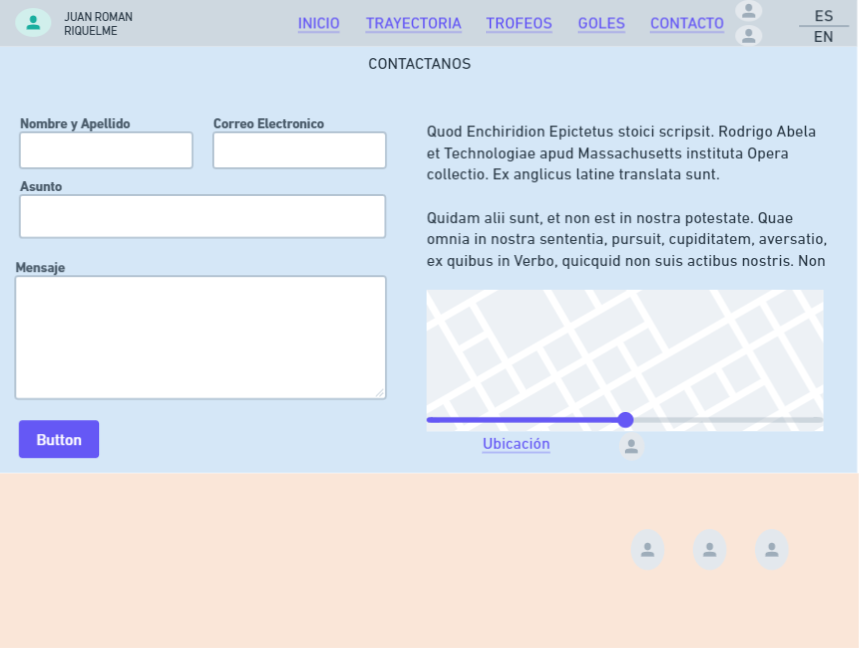 JUAN ROMAN
RIQUELME
INICIO
TRAYECTORIA
TROFEOS
GOLES
CONTACTO
ES
EN
CONTACTANOS
Nombre y Apellido
Correo Electronico
Asunto
Mensaje
Button
Quod Enchiridion Epictetus stoici scripsit. Rodrigo Abela
et Technologiae apud Massachusetts instituta Opera
collectio. Ex anglicus latine translata sunt.
Quidam alii sunt, et non est in nostra potestate. Quae
omnia in nostra sententia, pursuit, cupiditatem, aversatio,
ex quibus in Verbo, quicquid non suis actibus nostris. Non
Ubicación